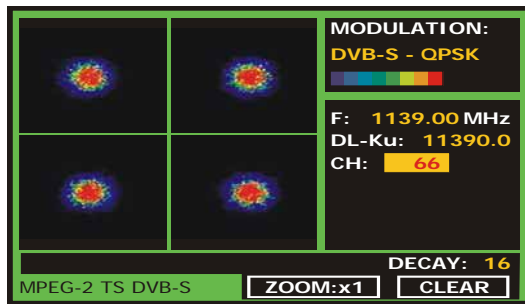 MODULATION:
DVB-S - QPSK
F: 1139.00 MHz
DL-Ku: 11390.0
CH: 66
DECAY: 16
MPEG-2 TS DVB-S ZOOM:x1 CLEAR